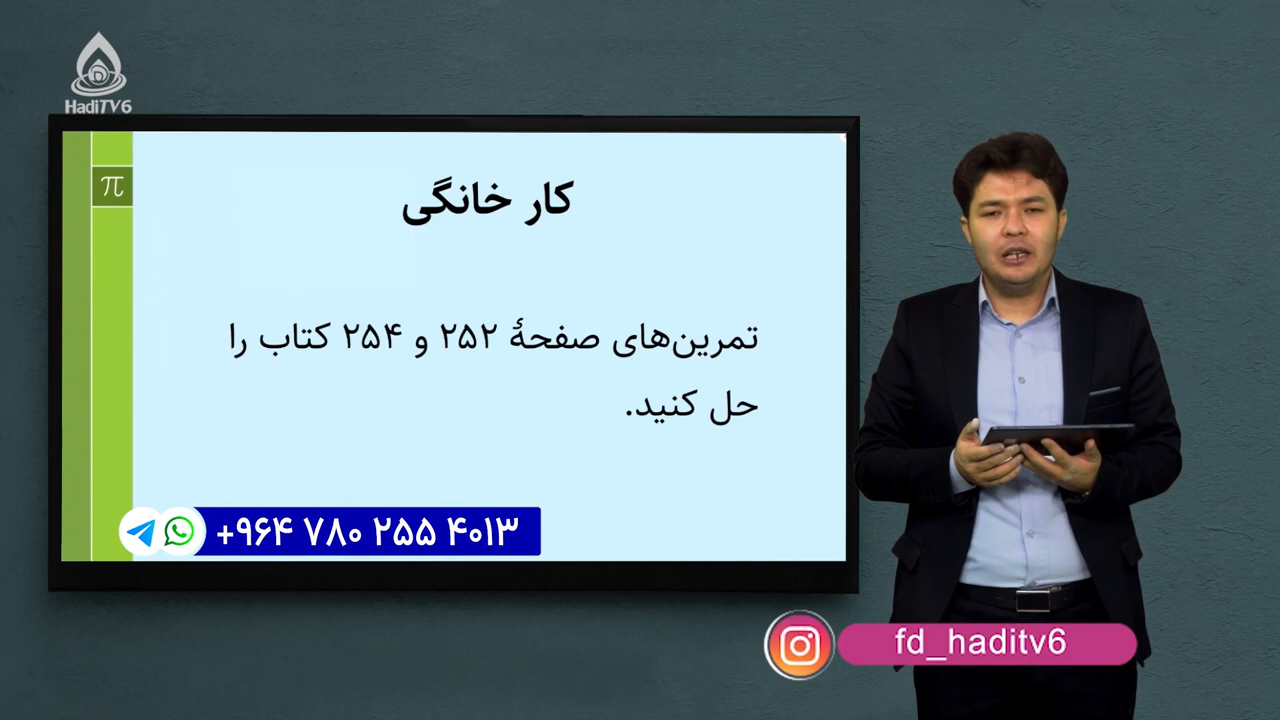 HadiTV6
π
کار خانگی
تمرین‌های صفحهٔ ۲۵۲ و ۲۵۴ کتاب را
حل کنید.
+۹۶۴ ۷۸۰ ۲۵۵ ۴۰۱۳
fd_haditv6